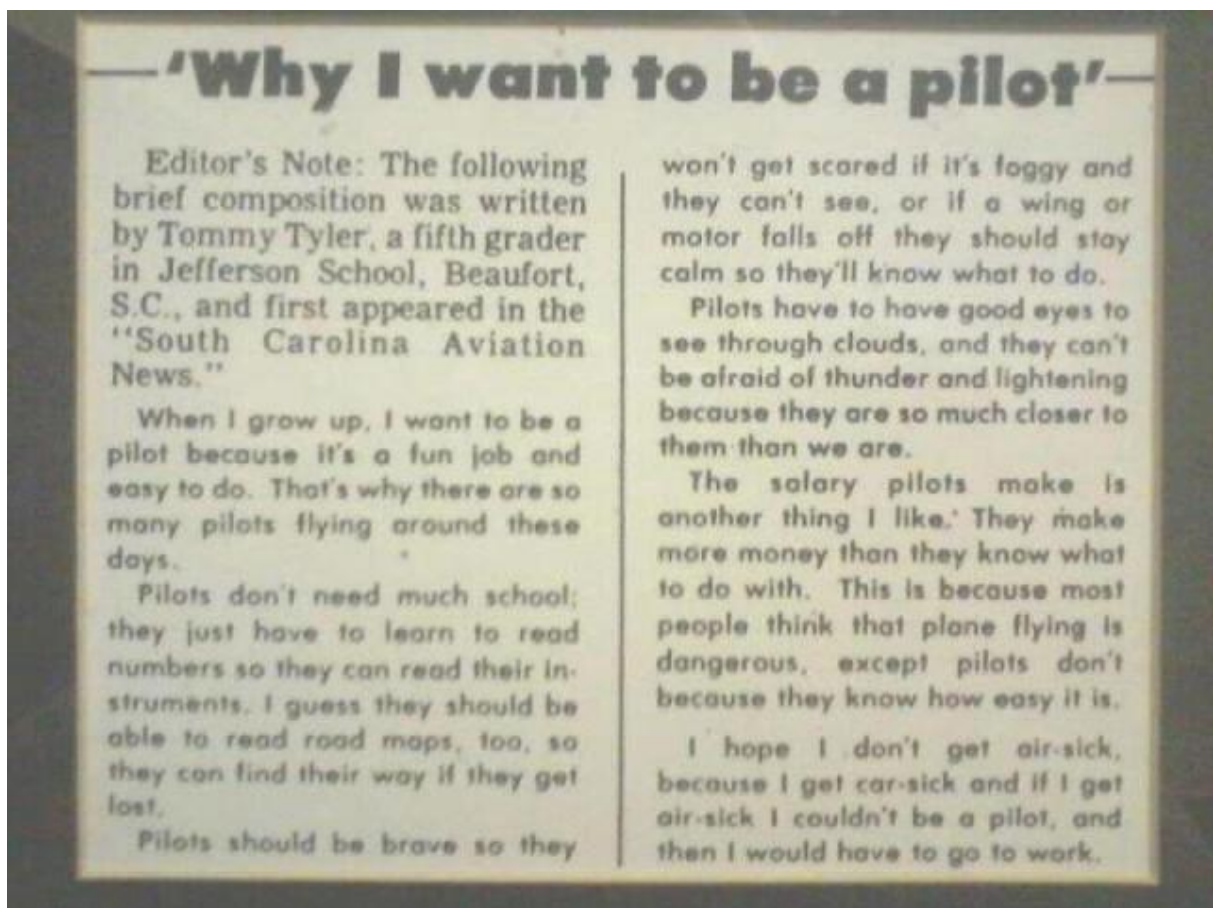 'Why I want to be a pilot'
Editor's Note: The following
brief composition was written
by Tommy Tyler, a fifth grader
in Jefferson School, Beaufort,
S.C., and first appeared in the
"South Carolina Aviation
News."
When I grow up, I want to be a
pilot because it's a fun job and
easy to do. That's why there are so
many pilots flying around these
days.
Pilots don't need much school;
they just have to learn to read
numbers so they can read their in-
struments. I guess they should be
able to read road maps, too, so
they can find their way if they get
lost.
Pilots should be brave so they
won't get scared if it's foggy and
they can't see, or if a wing or
motor falls off they should stay
calm so they'll know what to do.
Pilots have to have good eyes to
see through clouds, and they can't
be afraid of thunder and lightening
because they are so much closer to
them than we are.
The salary pilots make is
another thing I like. They make
more money than they know what
to do with. This is because most
people think that plane flying is
dangerous, except pilots don't
because they know how easy it is.
I hope I don't get air-sick,
because I get car-sick and if I get
air-sick I couldn't be a pilot, and
then I would have to go to work.